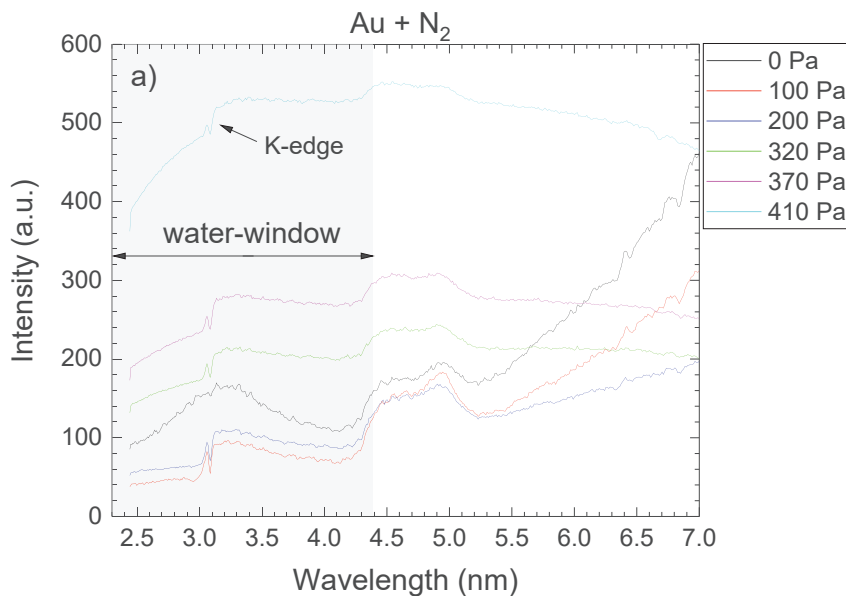 Au + N₂
a)
K-edge
water-window
Intensity (a.u.)
600
500
400
300
200
100
0
2.5 3.0 3.5 4.0 4.5 5.0 5.5 6.0 6.5 7.0
Wavelength (nm)
0 Pa
100 Pa
200 Pa
320 Pa
370 Pa
410 Pa